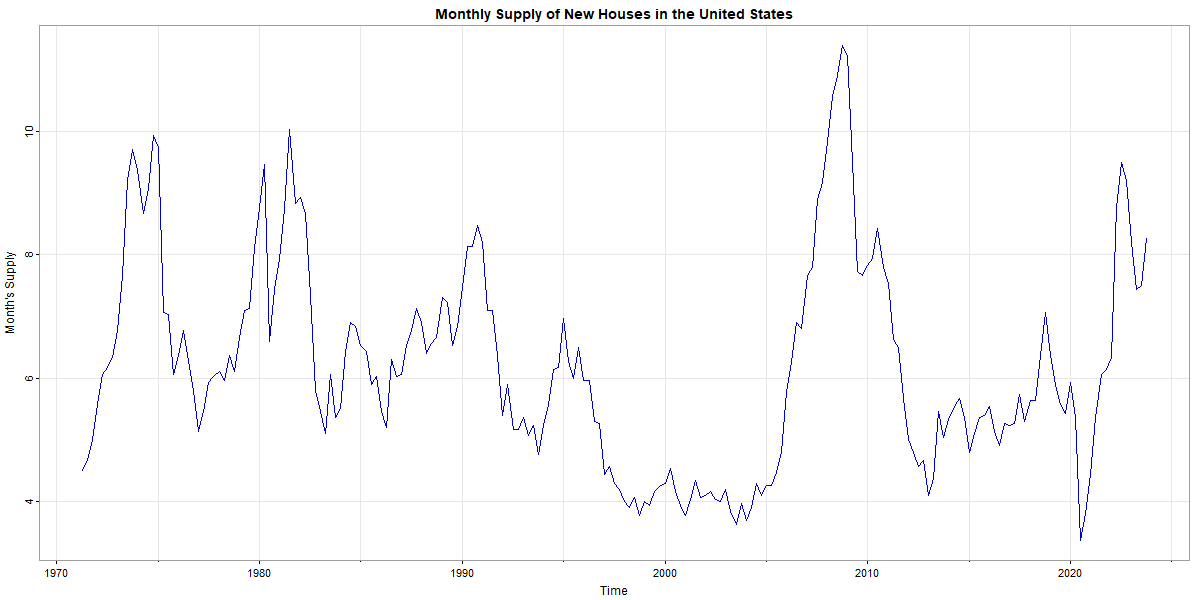 Monthly Supply of New Houses in the United States
Month's Supply
10
8
6
4
1970 1980 1990 2000 2010 2020
Time